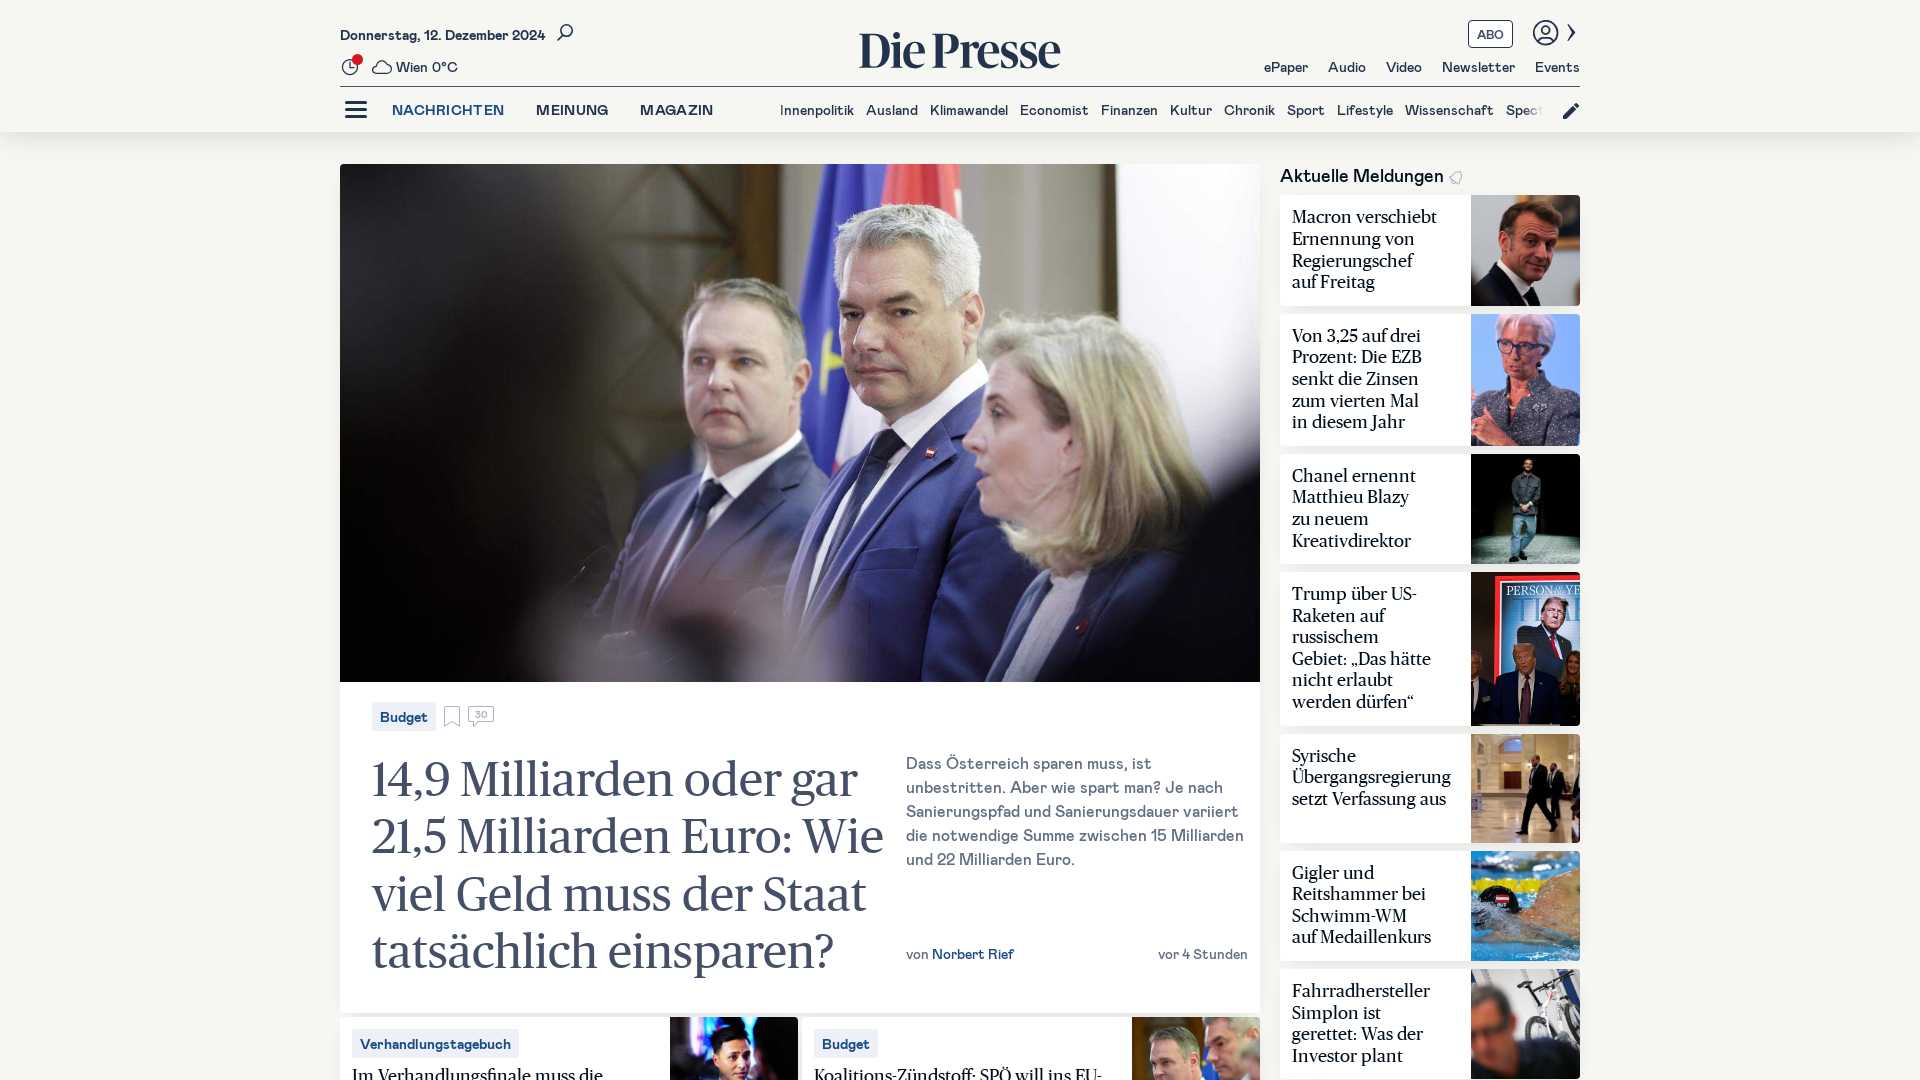 Donnerstag, 12. Dezember 2024
Wien 0°C
Die Presse
ABO
ePaper Audio Video Newsletter Events
NACHRICHTEN MEINUNG MAGAZIN
Innenpolitik Ausland Klimawandel Economist Finanzen Kultur Chronik Sport Lifestyle Wissenschaft Spect
Budget
30
14,9 Milliarden oder gar
21,5 Milliarden Euro: Wie
viel Geld muss der Staat
tatsächlich einsparen?
Dass Österreich sparen muss, ist
unbestritten. Aber wie spart man? Je nach
Sanierungspfad und Sanierungsdauer variiert
die notwendige Summe zwischen 15 Milliarden
und 22 Milliarden Euro.
von Norbert Rief
vor 4 Stunden
Verhandlungstagebuch
Im Verhandlungsfinale muss die
Budget
Koalitions-Zündstoff: SPÖ will ins EU-
Aktuelle Meldungen
Macron verschiebt
Ernennung von
Regierungschef
auf Freitag
Von 3,25 auf drei
Prozent: Die EZB
senkt die Zinsen
zum vierten Mal
in diesem Jahr
Chanel ernennt
Matthieu Blazy
zu neuem
Kreativdirektor
Trump über US-
Raketen auf
russischem
Gebiet: „Das hätte
nicht erlaubt
werden dürfen“
PERSON OF THE YE
Syrische
Übergangsregierung
setzt Verfassung aus
Gigler und
Reitshammer bei
Schwimm-WM
auf Medaillenkurs
Fahrradhersteller
Simplon ist
gerettet: Was der
Investor plant